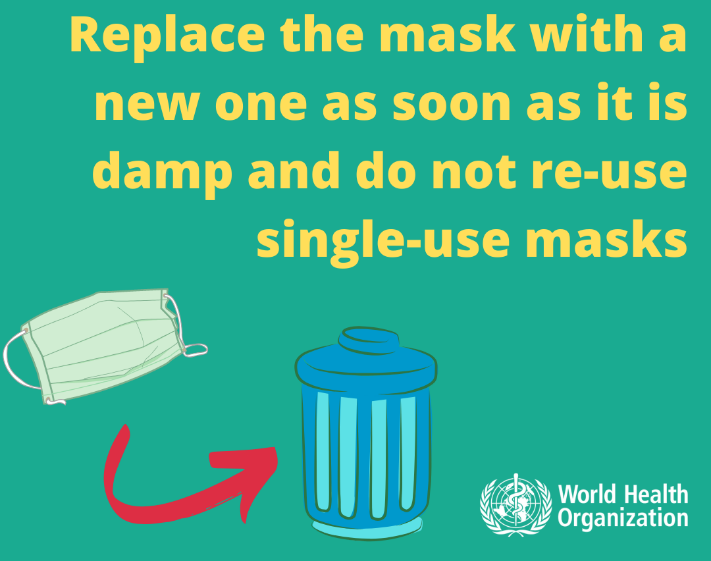 Replace the mask with a
new one as soon as it is
damp and do not re-use
single-use masks
World Health
Organization